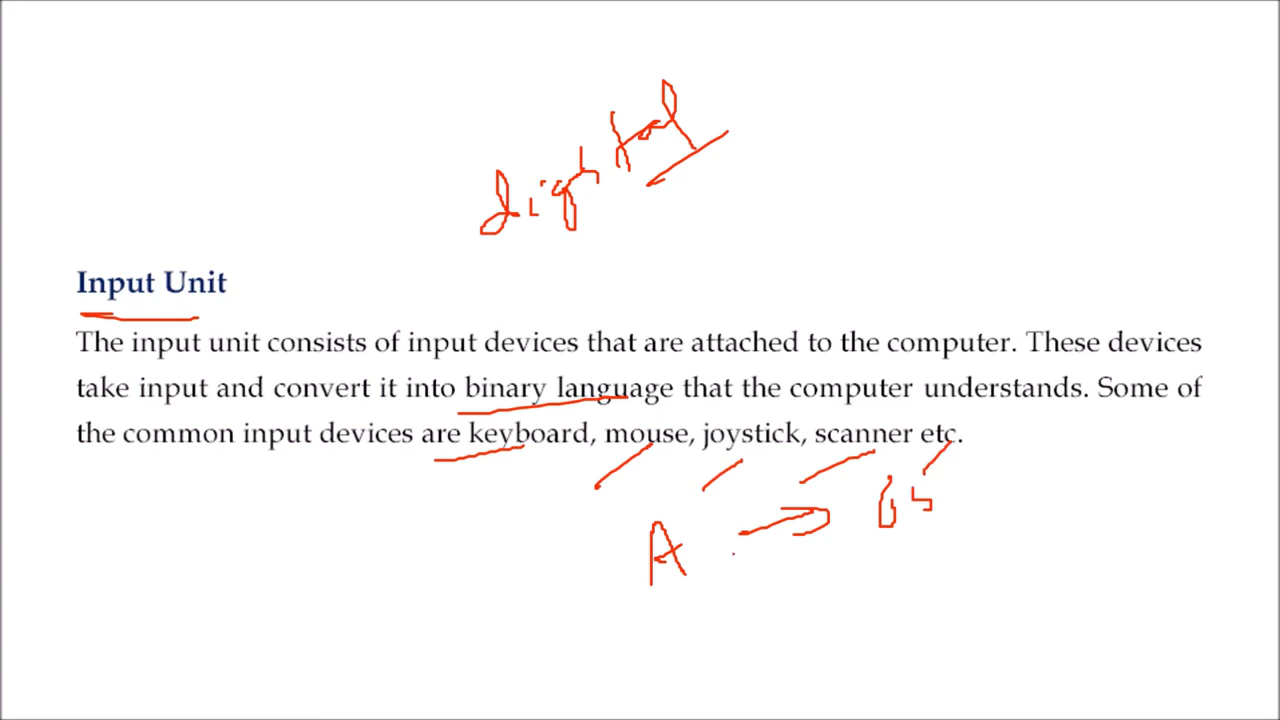 digital
Input Unit
The input unit consists of input devices that are attached to the computer. These devices
take input and convert it into binary language that the computer understands. Some of
the common input devices are keyboard, mouse, joystick, scanner etc.
A → 65